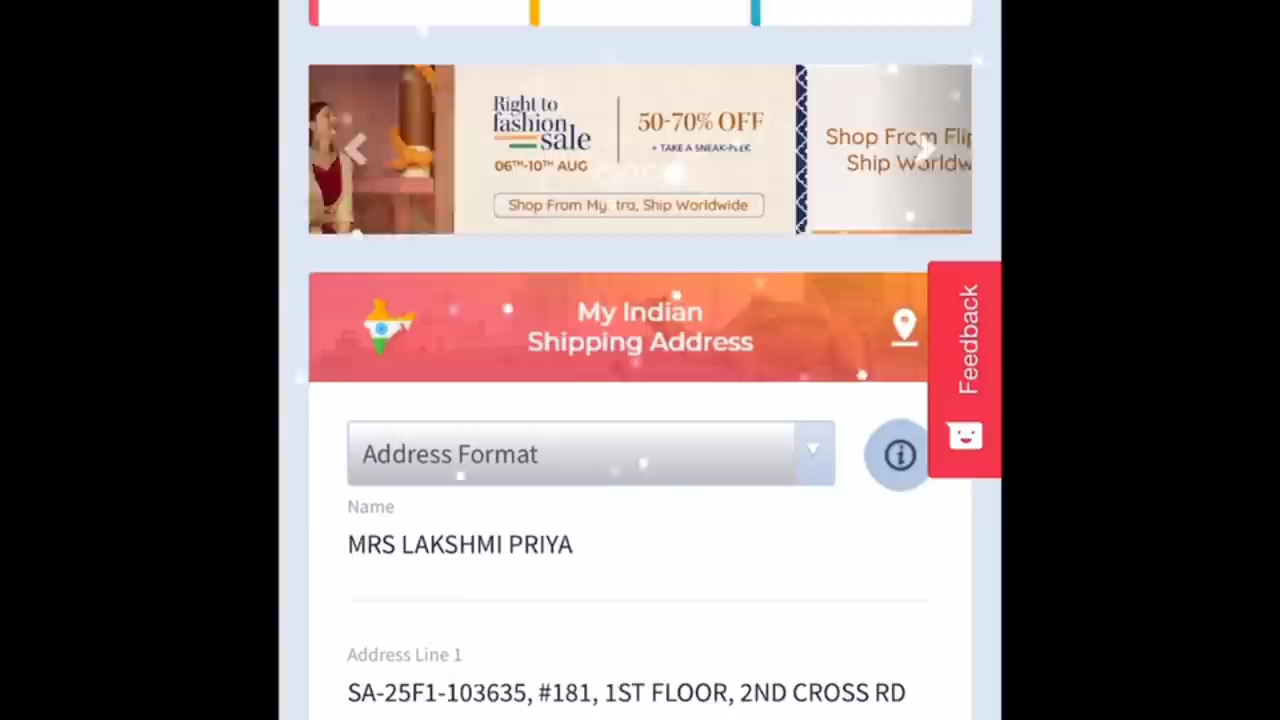 Right to
fashion
sale
06TH-10TH AUG
50-70% OFF
+ TAKE A SNEAK-PEEK
Shop From My tra, Ship Worldwide
Shop From Flip
Ship Worldw
My Indian
Shipping Address
Feedback
Address Format
Name
MRS LAKSHMI PRIYA
Address Line 1
SA-25F1-103635, #181, 1ST FLOOR, 2ND CROSS RD